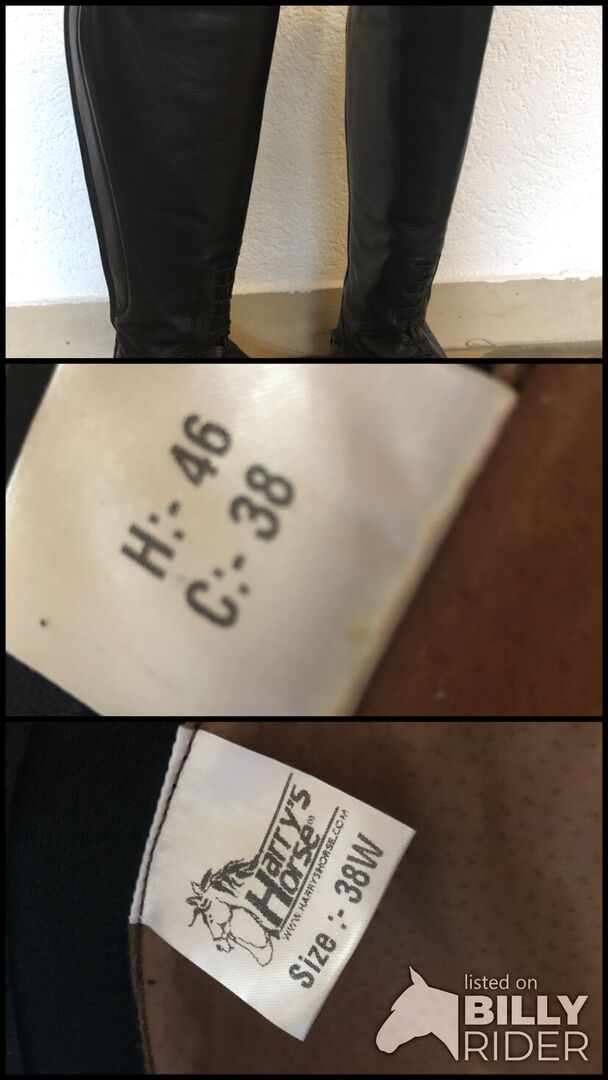 H:- 46
C:- 38
Harry's
Horse®
WWW.HARRYSHORSE.COM
Size :- 38W
listed on
BILLY
RIDER